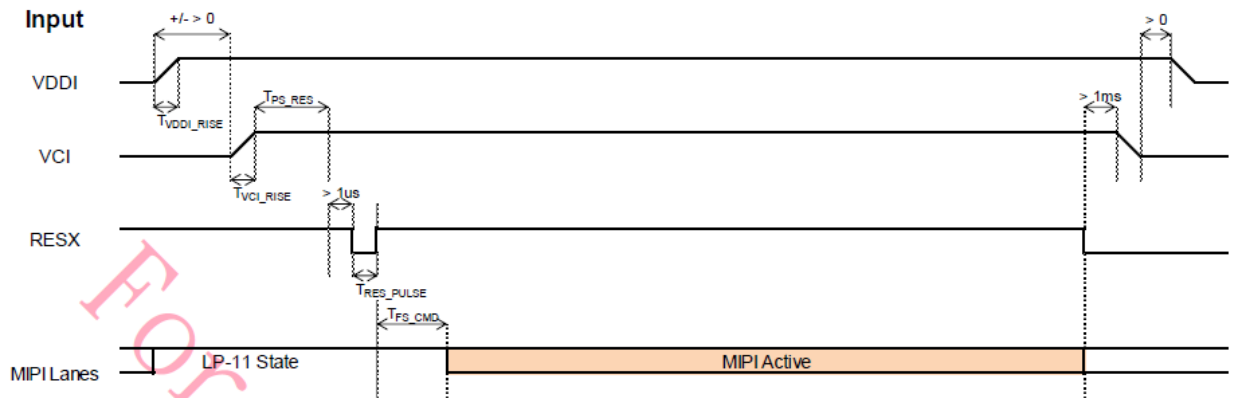 Input
+/- > 0
> 0
VDDI
TVDDI_RISE
TPS_RES
> 1ms
VCI
TVCI_RISE
> 1us
RESX
TRES_PULSE
TFS_CMD
MIPI Lanes
LP-11 State
MIPI Active
For